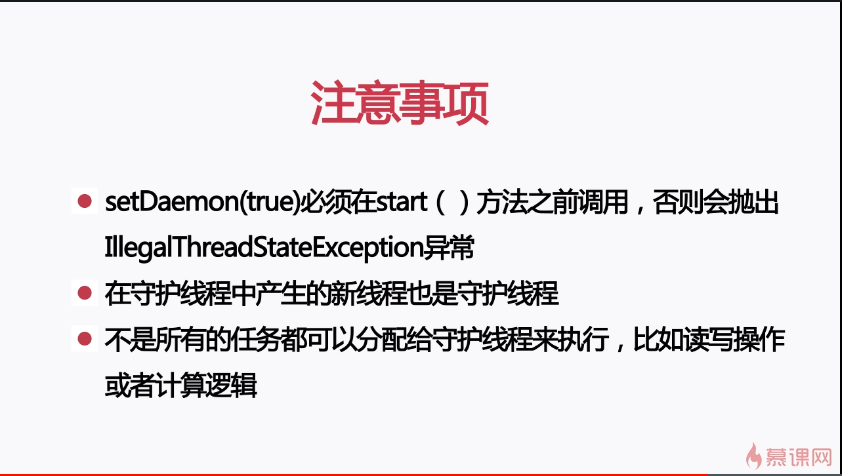 注意事项
setDaemon(true)必须在start（ ）方法之前调用，否则会抛出
IllegalThreadStateException异常
在守护线程中产生的新线程也是守护线程
不是所有的任务都可以分配给守护线程来执行，比如读写操作
或者计算逻辑
慕课网